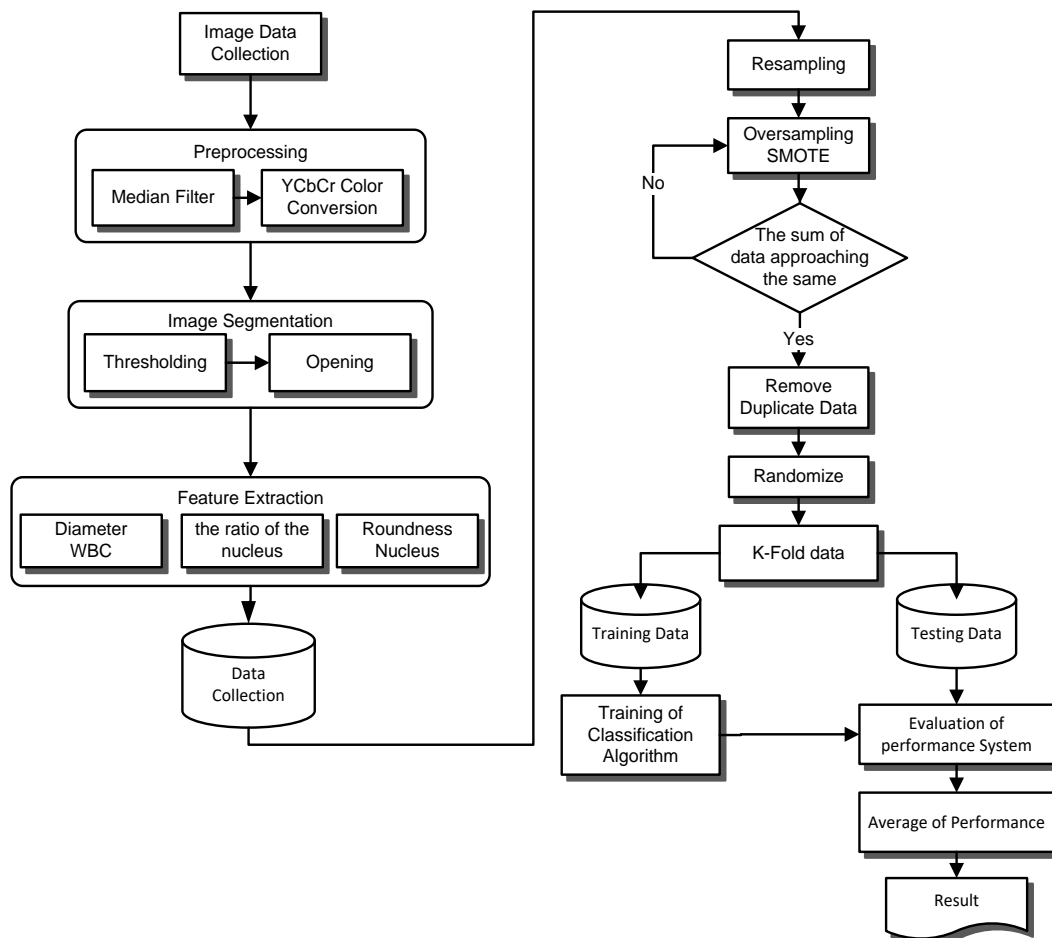 Image Data
Collection
Preprocessing
Median Filter
YCbCr Color
Conversion
Image Segmentation
Thresholding
Opening
Feature Extraction
Diameter
WBC
the ratio of the
nucleus
Roundness
Nucleus
Data
Collection
Resampling
Oversampling
SMOTE
No
The sum of
data approaching
the same
Yes
Remove
Duplicate Data
Randomize
K-Fold data
Training Data
Testing Data
Training of
Classification
Algorithm
Evaluation of
performance System
Average of Performance
Result